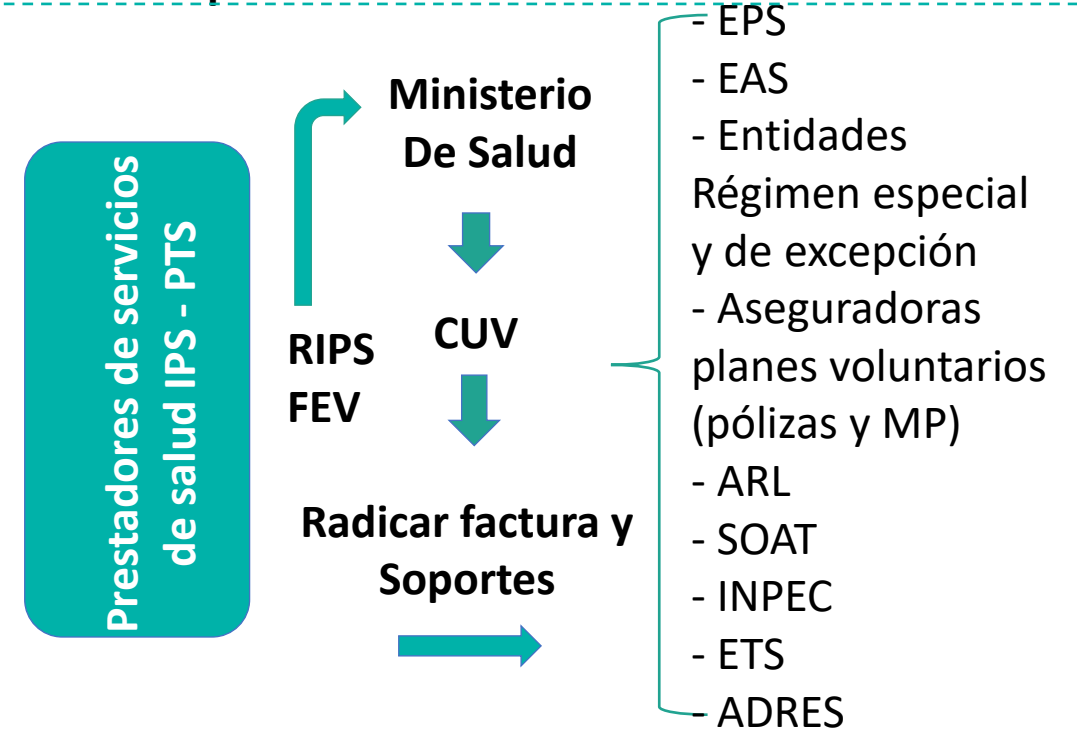 Prestadores de servicios
de salud IPS - PTS
RIPS
FEV
Ministerio
De Salud
CUV
Radicar factura y
Soportes
- EPS
- EAS
- Entidades
Régimen especial
y de excepción
- Aseguradoras
planes voluntarios
(pólizas y MP)
- ARL
- SOAT
- INPEC
- ETS
- ADRES